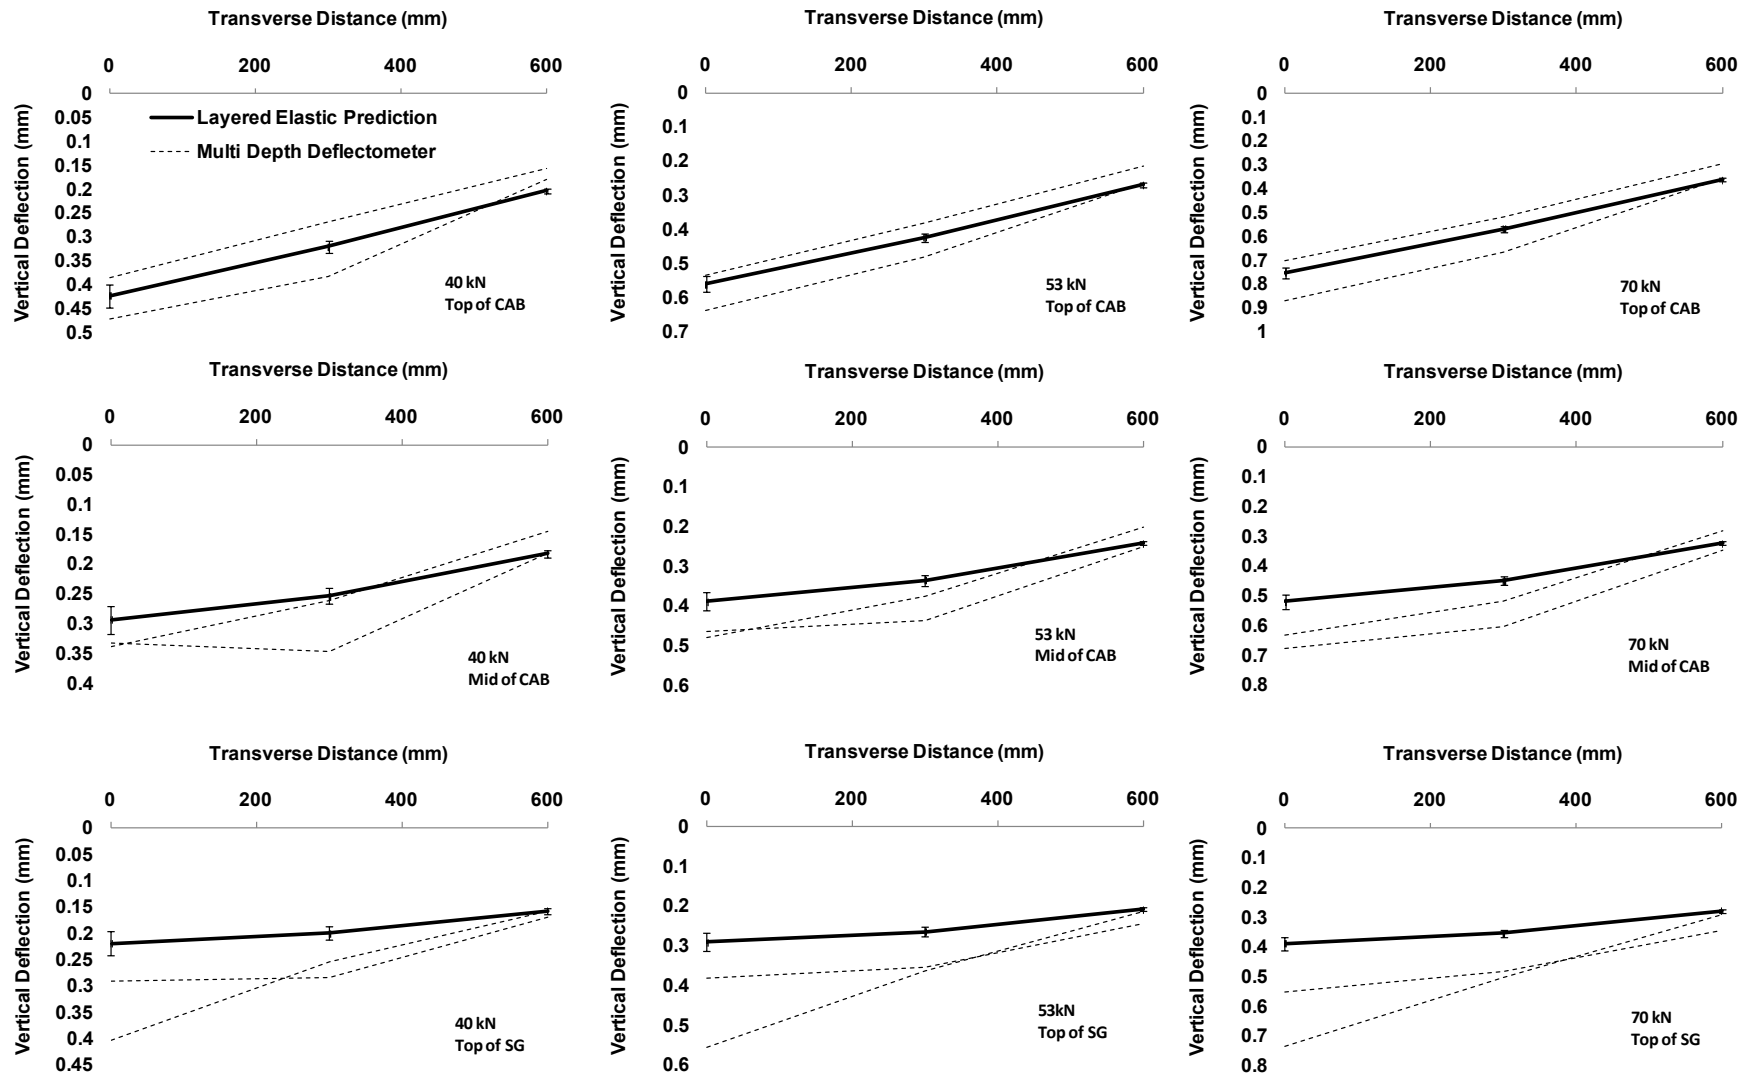 Transverse Distance (mm)
0 200 400 600
0
0.05
0.1
0.15
0.2
0.25
0.3
0.35
0.4
0.45
0.5
Vertical Deflection (mm)
Layered Elastic Prediction
Multi Depth Deflectometer
40 kN
Top of CAB
Transverse Distance (mm)
0 200 400 600
0
0.1
0.2
0.3
0.4
0.5
0.6
0.7
Vertical Deflection (mm)
53 kN
Top of CAB
Transverse Distance (mm)
0 200 400 600
0
0.1
0.2
0.3
0.4
0.5
0.6
0.7
0.8
0.9
1
Vertical Deflection (mm)
70 kN
Top of CAB
Transverse Distance (mm)
0 200 400 600
0
0.05
0.1
0.15
0.2
0.25
0.3
0.35
0.4
Vertical Deflection (mm)
40 kN
Mid of CAB
Transverse Distance (mm)
0 200 400 600
0
0.1
0.2
0.3
0.4
0.5
0.6
Vertical Deflection (mm)
53 kN
Mid of CAB
Transverse Distance (mm)
0 200 400 600
0
0.1
0.2
0.3
0.4
0.5
0.6
0.7
0.8
Vertical Deflection (mm)
70 kN
Mid of CAB
Transverse Distance (mm)
0 200 400 600
0
0.05
0.1
0.15
0.2
0.25
0.3
0.35
0.4
0.45
Vertical Deflection (mm)
40 kN
Top of SG
Transverse Distance (mm)
0 200 400 600
0
0.1
0.2
0.3
0.4
0.5
0.6
Vertical Deflection (mm)
53kN
Top of SG
Transverse Distance (mm)
0 200 400 600
0
0.1
0.2
0.3
0.4
0.5
0.6
0.7
0.8
Vertical Deflection (mm)
70 kN
Top of SG